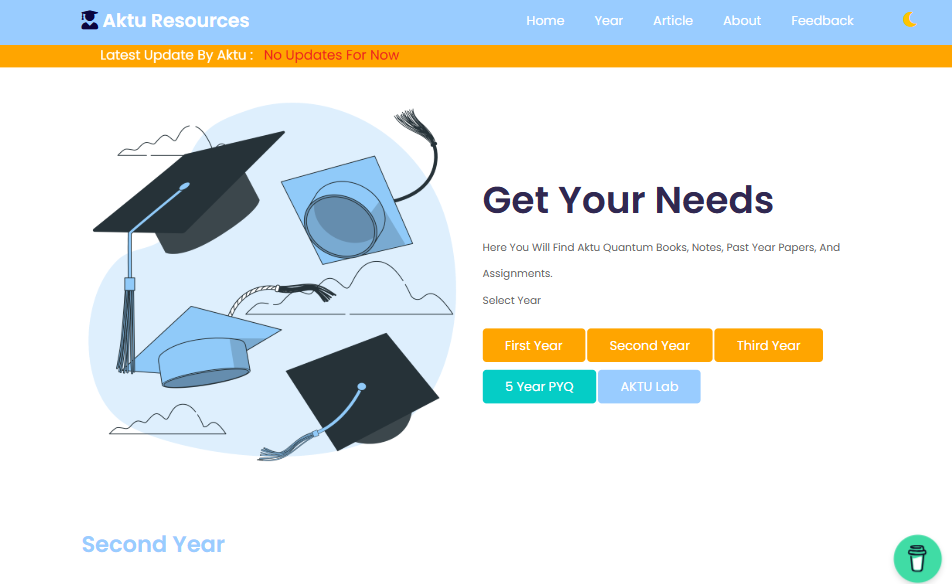 Aktu Resources
Home Year Article About Feedback
Latest Update By Aktu : No Updates For Now
Get Your Needs
Here You Will Find Aktu Quantum Books, Notes, Past Year Papers, And
Assignments.
Select Year
First Year Second Year Third Year
5 Year PYQ AKTU Lab
Second Year